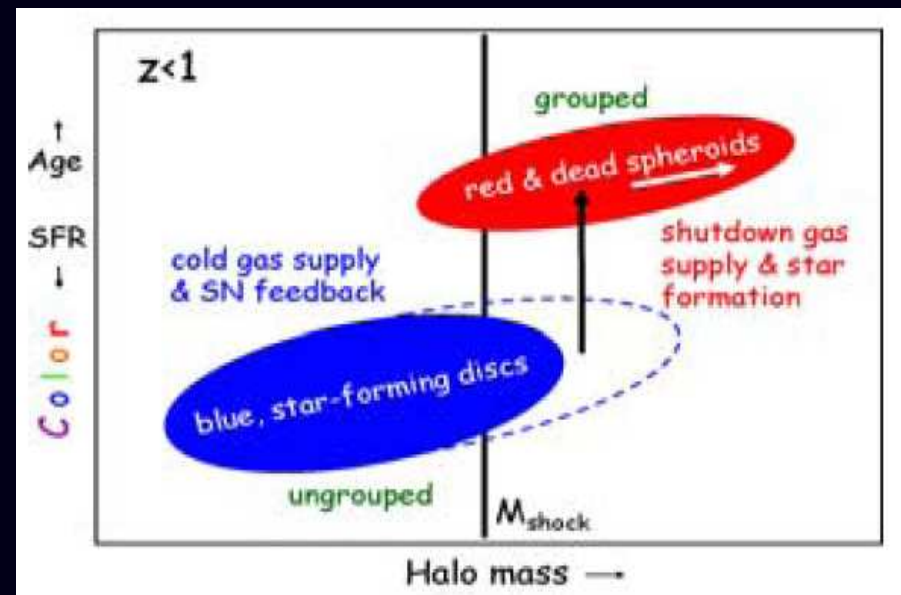 z<1
grouped
red & dead spheroids
↑
Age
SFR
↓
Color
cold gas supply
& SN feedback
shutdown gas
supply & star
formation
blue, star-forming discs
ungrouped
Mshock
Halo mass →